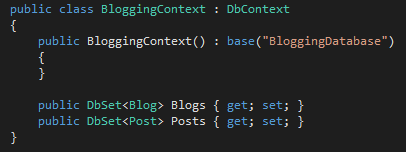 public class BloggingContext : DbContext
{
    public BloggingContext() : base("BloggingDatabase")
    {
    }
    public DbSet<Blog> Blogs { get; set; }
    public DbSet<Post> Posts { get; set; }
}